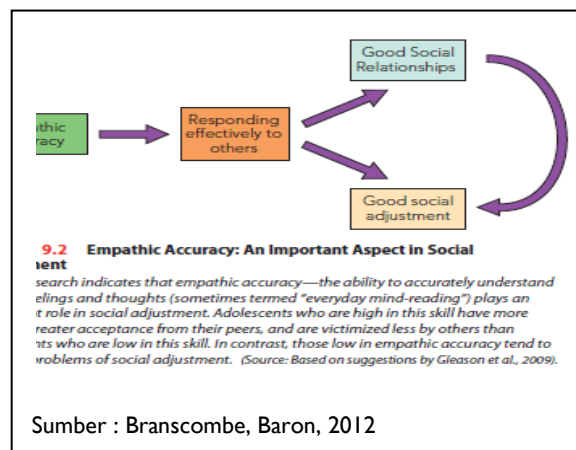 Good Social
Relationships
thic
racy
Responding
effectively to
others
Good social
adjustment
9.2 Empathic Accuracy: An Important Aspect in Social
ent
search indicates that empathic accuracy—the ability to accurately understand
elings and thoughts (sometimes termed “everyday mind-reading”) plays an
t role in social adjustment. Adolescents who are high in this skill have more
reater acceptance from their peers, and are victimized less by others than
nts who are low in this skill. In contrast, those low in empathic accuracy tend to
roblems of social adjustment. (Source: Based on suggestions by Gleason et al., 2009).
Sumber : Branscombe, Baron, 2012